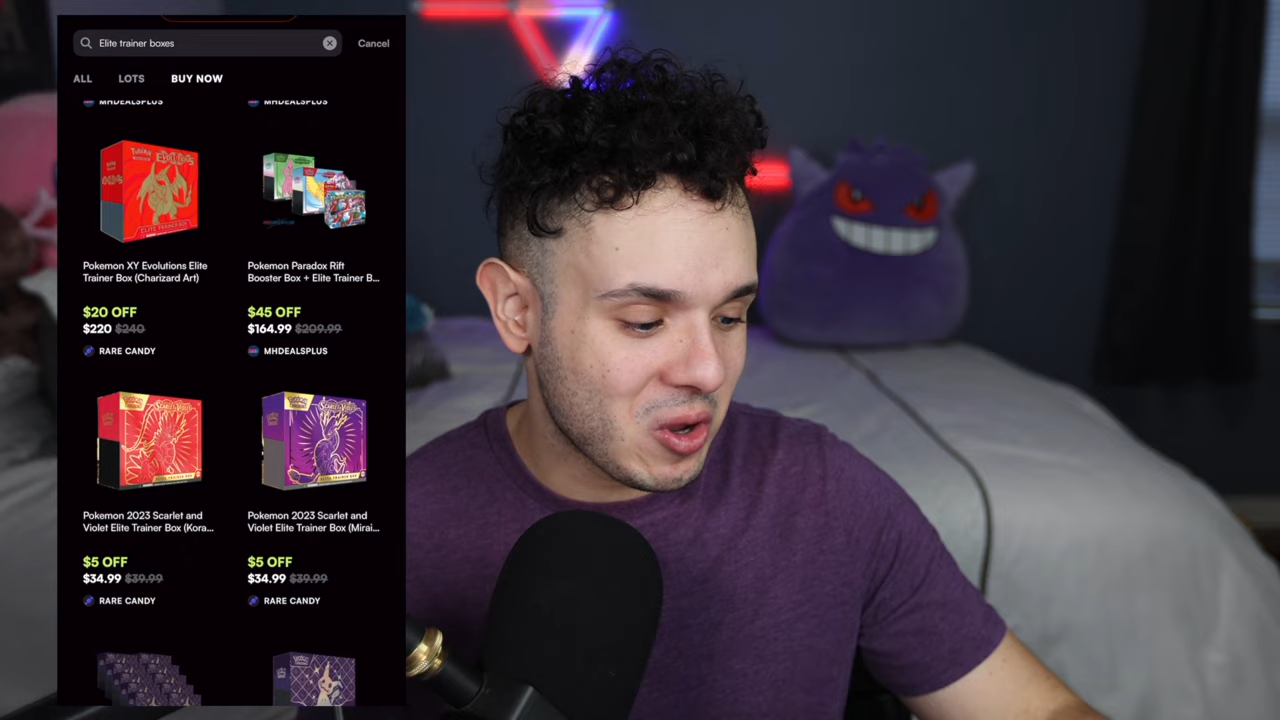 Elite trainer boxes
Cancel
ALL
LOTS
BUY NOW
MHDEALSPLUS
MHDEALSPLUS
Pokemon XY Evolutions Elite
Trainer Box (Charizard Art)
$20 OFF
$220 $240
RARE CANDY
Pokemon Paradox Rift
Booster Box + Elite Trainer B...
$45 OFF
$164.99 $209.99
MHDEALSPLUS
Pokemon 2023 Scarlet and
Violet Elite Trainer Box (Kora...
$5 OFF
$34.99 $39.99
RARE CANDY
Pokemon 2023 Scarlet and
Violet Elite Trainer Box (Mirai...
$5 OFF
$34.99 $39.99
RARE CANDY